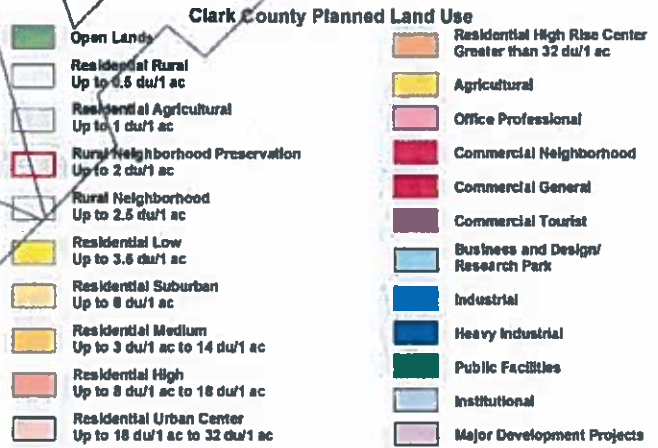 Clark County Planned Land Use
Open Lands
Residential Rural
Up to 0.5 du/1 ac
Residential Agricultural
Up to 1 du/1 ac
Rural Neighborhood Preservation
Up to 2 du/1 ac
Rural Neighborhood
Up to 2.5 du/1 ac
Residential Low
Up to 3.5 du/1 ac
Residential Suburban
Up to 8 du/1 ac
Residential Medium
Up to 3 du/1 ac to 14 du/1 ac
Residential High
Up to 8 du/1 ac to 18 du/1 ac
Residential Urban Center
Up to 18 du/1 ac to 32 du/1 ac
Residential High Rise Center
Greater than 32 du/1 ac
Agricultural
Office Professional
Commercial Neighborhood
Commercial General
Commercial Tourist
Business and Design/
Research Park
Industrial
Heavy Industrial
Public Facilities
Institutional
Major Development Projects